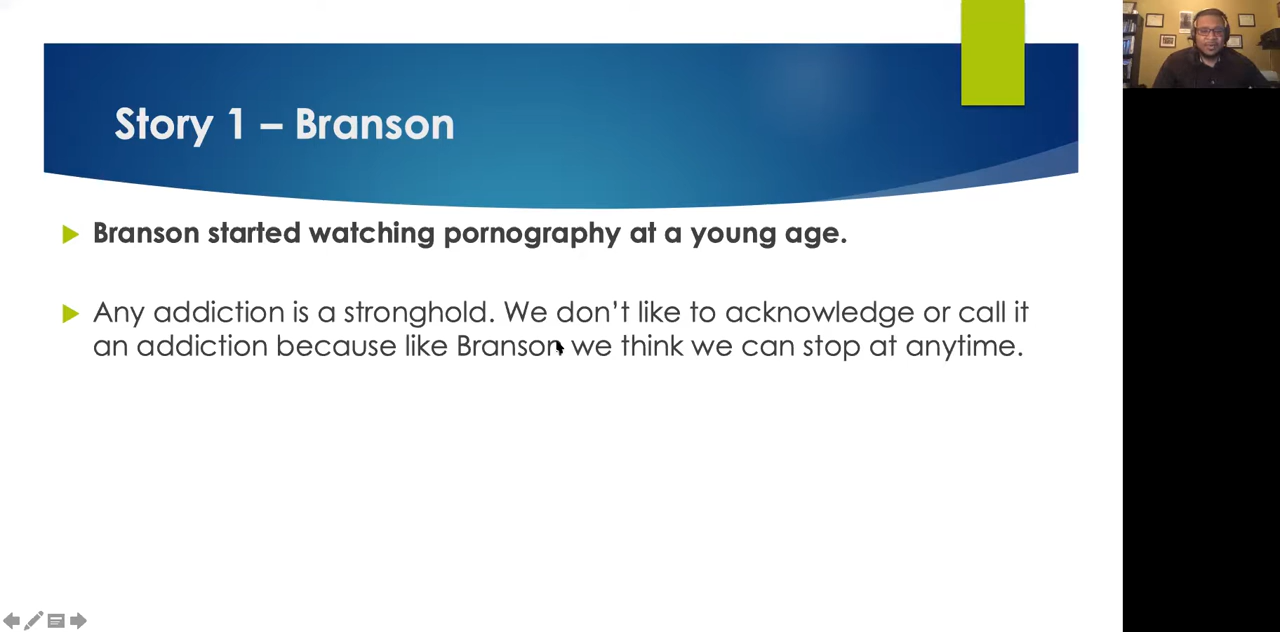 Story 1 – Branson
Branson started watching pornography at a young age.
Any addiction is a stronghold. We don’t like to acknowledge or call it
an addiction because like Branson we think we can stop at anytime.